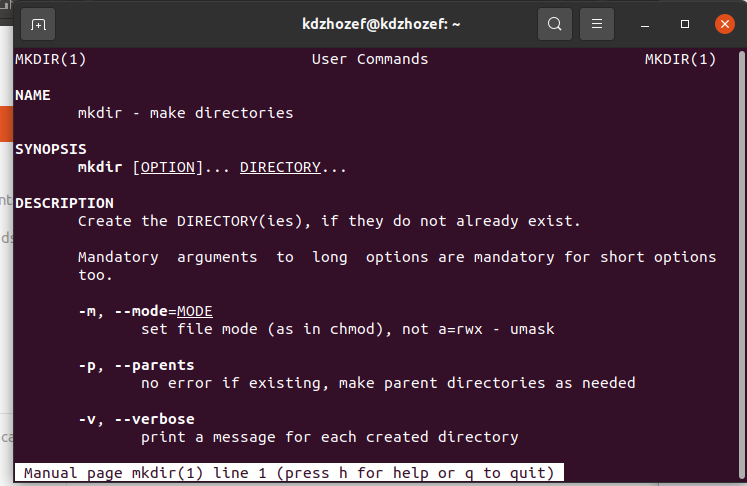 kdzhozef@kdzhozef: ~
MKDIR(1) User Commands MKDIR(1)
NAME
mkdir - make directories
SYNOPSIS
mkdir [OPTION]... DIRECTORY...
DESCRIPTION
Create the DIRECTORY(ies), if they do not already exist.
Mandatory arguments to long options are mandatory for short options
too.
-m, --mode=MODE
set file mode (as in chmod), not a=rwx - umask
-p, --parents
no error if existing, make parent directories as needed
-v, --verbose
print a message for each created directory
Manual page mkdir(1) line 1 (press h for help or q to quit)